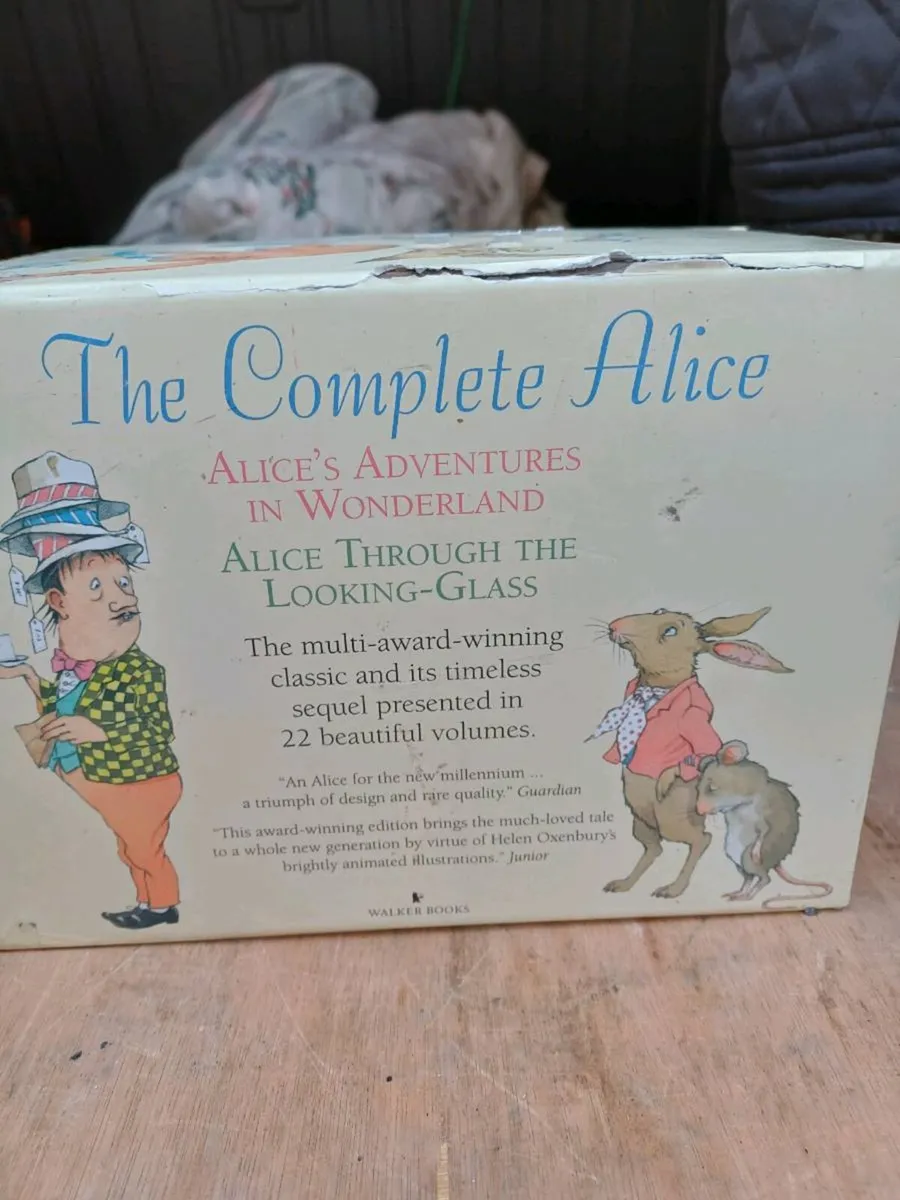 The Complete Alice
ALICE'S ADVENTURES
IN WONDERLAND
ALICE THROUGH THE
LOOKING-GLASS
The multi-award-winning
classic and its timeless
sequel presented in
22 beautiful volumes.
"An Alice for the new millennium ...
a triumph of design and rare quality." Guardian
"This award-winning edition brings the much-loved tale
to a whole new generation by virtue of Helen Oxenbury's
brightly animated illustrations." Junior
WALKER BOOKS